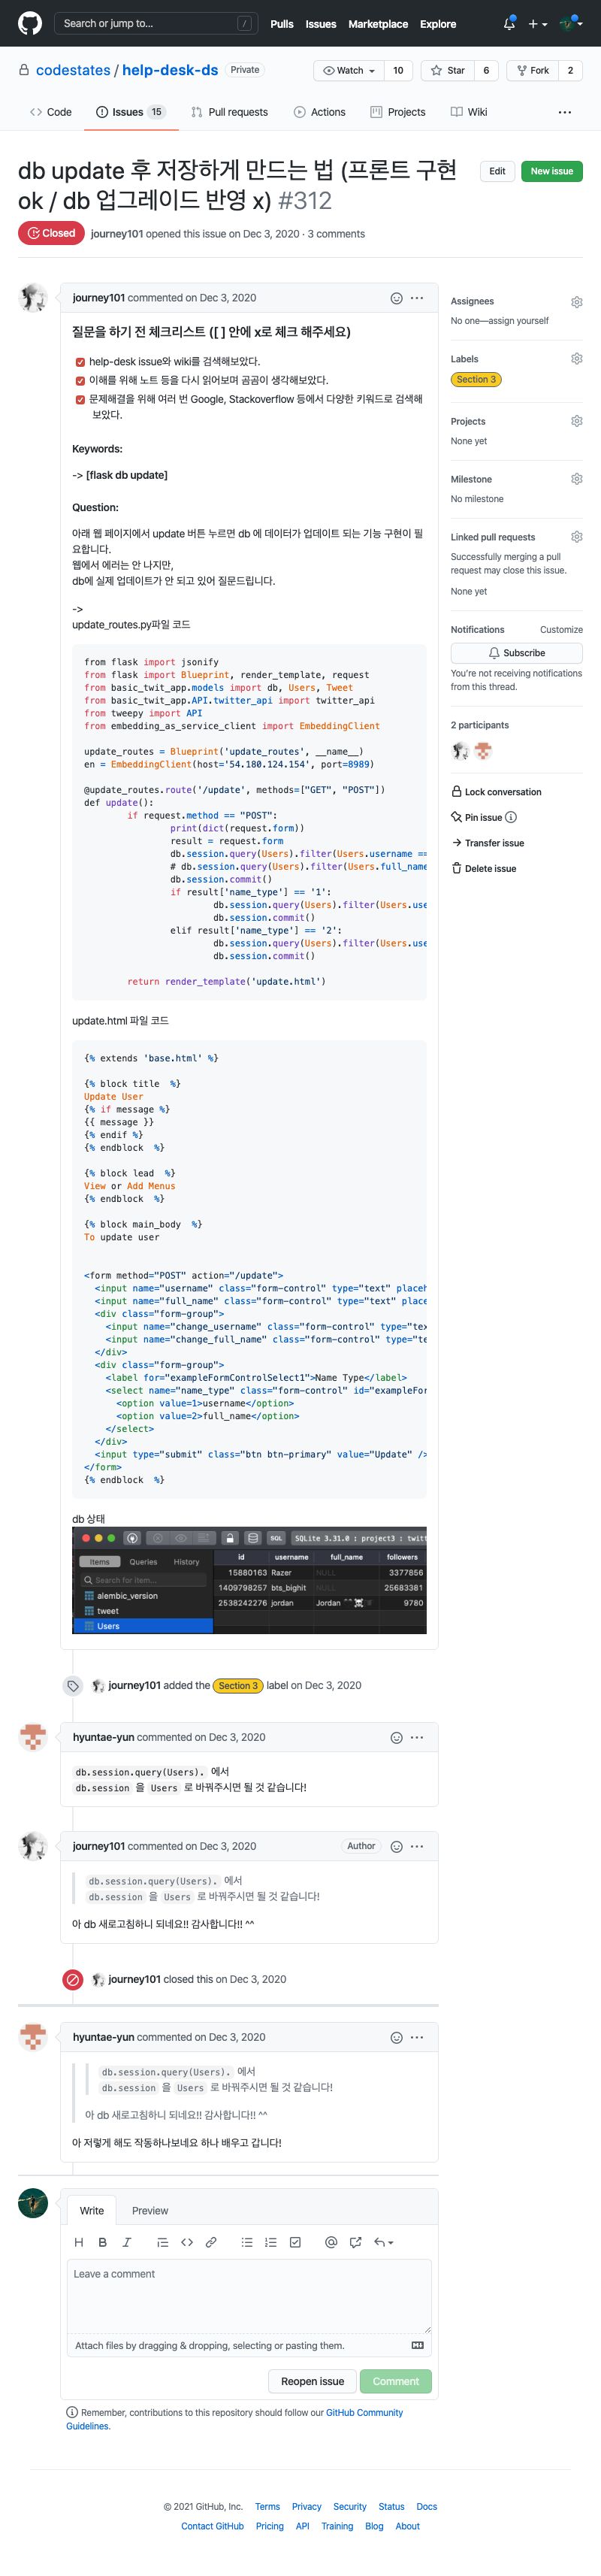 Search or jump to... /
Pulls Issues Marketplace Explore
codestates / help-desk-ds Private
Watch 10 Star 6 Fork 2
Code Issues 15 Pull requests Actions Projects Wiki
db update 후 저장하게 만드는 법 (프론트 구현
ok / db 업그레이드 반영 x) #312
Edit New issue
Closed journey101 opened this issue on Dec 3, 2020 · 3 comments
journey101 commented on Dec 3, 2020
질문을 하기 전 체크리스트 ([ ] 안에 x로 체크 해주세요)
help-desk issue와 wiki를 검색해보았다.
이해를 위해 노트 등을 다시 읽어보며 곰곰이 생각해보았다.
문제해결을 위해 여러 번 Google, Stackoverflow 등에서 다양한 키워드로 검색해
보았다.
Keywords:
-> [flask db update]
Question:
아래 웹 페이지에서 update 버튼 누르면 db 에 데이터가 업데이트 되는 기능 구현이 필
요합니다.
웹에서 에러는 안 나지만,
db에 실제 업데이트가 안 되고 있어 질문드립니다.
->
update_routes.py파일 코드
from flask import jsonify
from flask import Blueprint, render_template, request
from basic_twit_app.models import db, Users, Tweet
from basic_twit_app.API.twitter_api import twitter_api
from tweepy import API
from embedding_as_service_client import EmbeddingClient
update_routes = Blueprint('update_routes', __name__)
en = EmbeddingClient(host='54.180.124.154', port=8989)
@update_routes.route('/update', methods=["GET", "POST"])
def update():
if request.method == "POST":
print(dict(request.form))
result = request.form
db.session.query(Users).filter(Users.username ==
# db.session.query(Users).filter(Users.full_name
db.session.commit()
if result['name_type'] == '1':
db.session.query(Users).filter(Users.use
db.session.commit()
elif result['name_type'] == '2':
db.session.query(Users).filter(Users.use
db.session.commit()
return render_template('update.html')
update.html 파일 코드
{% extends 'base.html' %}
{% block title  %}
Update User
{% if message %}
{{ message }}
{% endif %}
{% endblock  %}
{% block lead  %}
View or Add Menus
{% endblock  %}
{% block main_body  %}
To update user
<form method="POST" action="/update">
<input name="username" class="form-control" type="text" placeh
<input name="full_name" class="form-control" type="text" place
<div class="form-group">
<input name="change_username" class="form-control" type="tex
<input name="change_full_name" class="form-control" type="te
</div>
<div class="form-group">
<label for="exampleFormControlSelect1">Name Type</label>
<select name="name_type" class="form-control" id="exampleFor
<option value=1>username</option>
<option value=2>full_name</option>
</select>
</div>
<input type="submit" class="btn btn-primary" value="Update" />
</form>
{% endblock  %}
db 상태
SQL SQLite 3.31.0 : project3 : twitt
Items Queries History
Search for item...
alembic_version
tweet
Users
id username full_name followers
15880163 Razer NULL 3377856
1409798257 bts_bighit NULL 25683381
2538242276 jordan Jordan 9780
journey101 added the Section 3 label on Dec 3, 2020
hyuntae-yun commented on Dec 3, 2020
db.session.query(Users). 에서
db.session 을 Users 로 바꿔주시면 될 것 같습니다!
journey101 commented on Dec 3, 2020 Author
db.session.query(Users). 에서
db.session 을 Users 로 바꿔주시면 될 것 같습니다!
아 db 새로고침하니 되네요!! 감사합니다!! ^^
journey101 closed this on Dec 3, 2020
hyuntae-yun commented on Dec 3, 2020
db.session.query(Users). 에서
db.session 을 Users 로 바꿔주시면 될 것 같습니다!
아 db 새로고침하니 되네요!! 감사합니다!! ^^
아 저렇게 해도 작동하나보네요 하나 배우고 갑니다!
Write Preview
Leave a comment
Attach files by dragging & dropping, selecting or pasting them.
Reopen issue Comment
Remember, contributions to this repository should follow our GitHub Community
Guidelines.
Assignees
No one—assign yourself
Labels
Section 3
Projects
None yet
Milestone
No milestone
Linked pull requests
Successfully merging a pull
request may close this issue.
None yet
Notifications Customize
Subscribe
You're not receiving notifications
from this thread.
2 participants
Lock conversation
Pin issue
Transfer issue
Delete issue
© 2021 GitHub, Inc. Terms Privacy Security Status Docs
Contact GitHub Pricing API Training Blog About